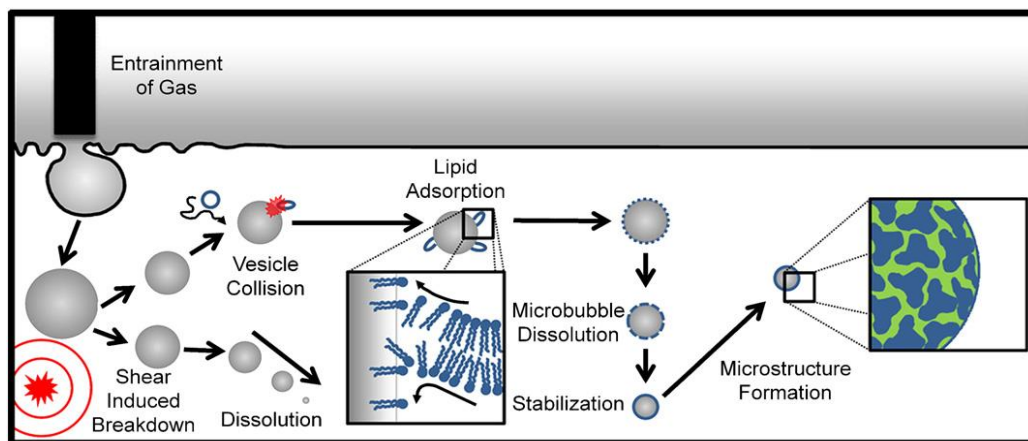 Entrainment
of Gas
Lipid
Adsorption
Vesicle
Collision
Microbubble
Dissolution
Shear
Induced
Breakdown
Dissolution
Stabilization
Microstructure
Formation